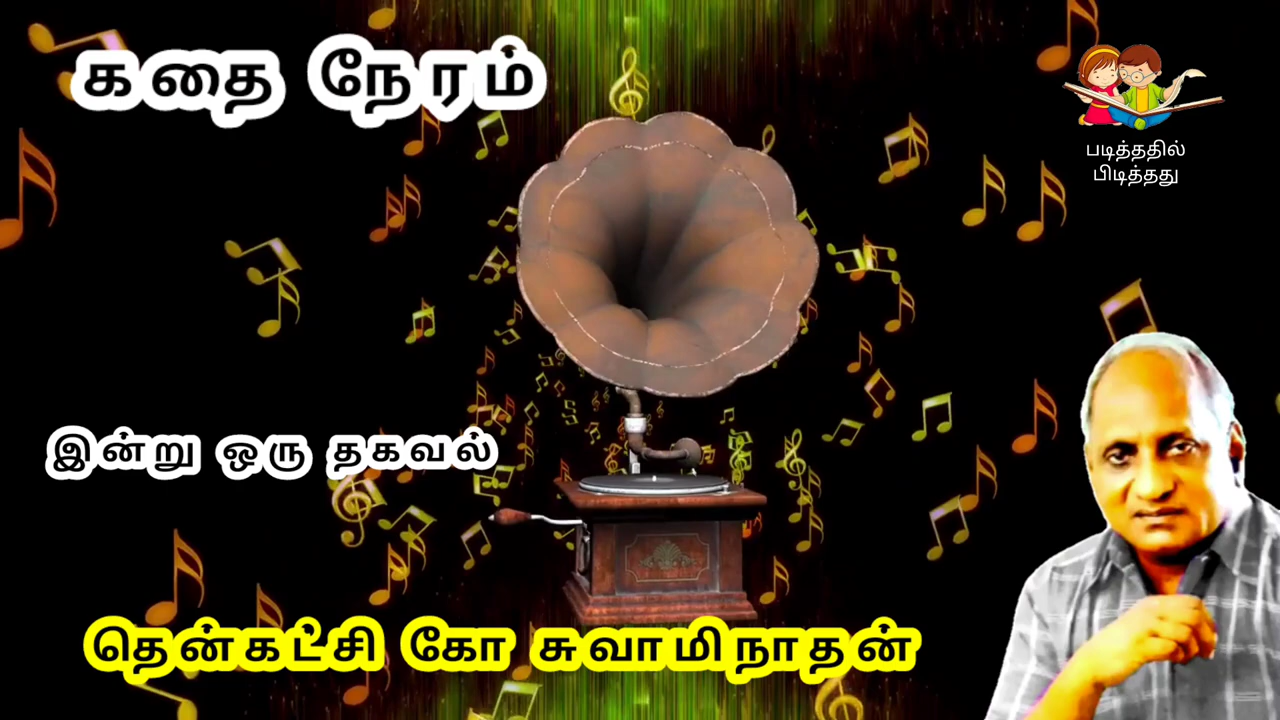 கதை நேரம்
படித்ததில்
பிடித்தது
இன்று ஒரு தகவல்
தென்கட்சி கோ சுவாமிநாதன்